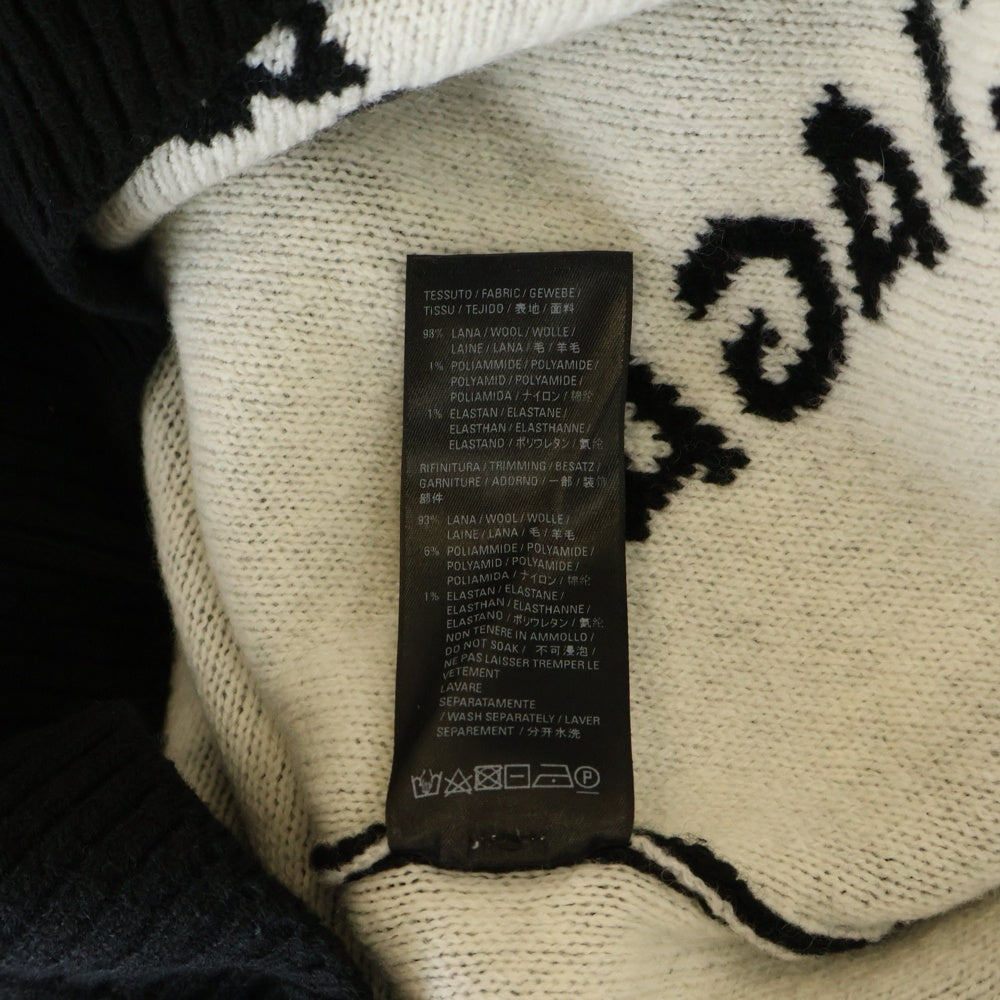 TESSUTO / FABRIC / GEWEBE /
TISSU / TEJIDO / 表地 / 面料
98% LANA / WOOL / WOLLE /
LAINE / LANA / 毛 / 羊毛
1% POLIAMMIDE / POLYAMIDE /
POLYAMID / POLYAMIDE /
POLIAMIDA / ナイロン / 锦纶
1% ELASTAN / ELASTANE /
ELASTHAN / ELASTHANNE /
ELASTANO / ポリウレタン / 氨纶
RIFINITURA / TRIMMING / BESATZ /
GARNITURE / ADORNO / 一部 / 装饰
部件
93% LANA / WOOL / WOLLE /
LAINE / LANA / 毛 / 羊毛
6% POLIAMMIDE / POLYAMIDE /
POLYAMID / POLYAMIDE /
POLIAMIDA / ナイロン / 锦纶
1% ELASTAN / ELASTANE /
ELASTHAN / ELASTHANNE /
ELASTANO / ポリウレタン / 氨纶
NON TENERE IN AMMOLLO /
DO NOT SOAK / 不可浸泡 /
NE PAS LAISSER TREMPER LE
VETEMENT
LAVARE
SEPARATAMENTE
/ WASH SEPARATELY / LAVER
SEPAREMENT / 分开水洗
P